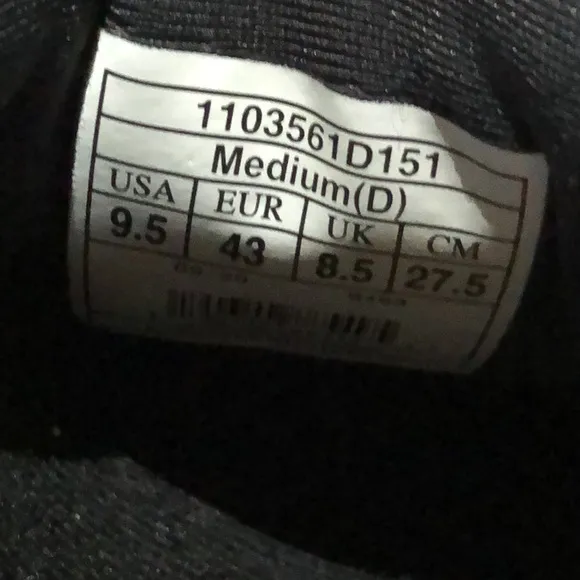 1103561D151
Medium(D)
USA EUR UK CM
9.5 43 8.5 27.5